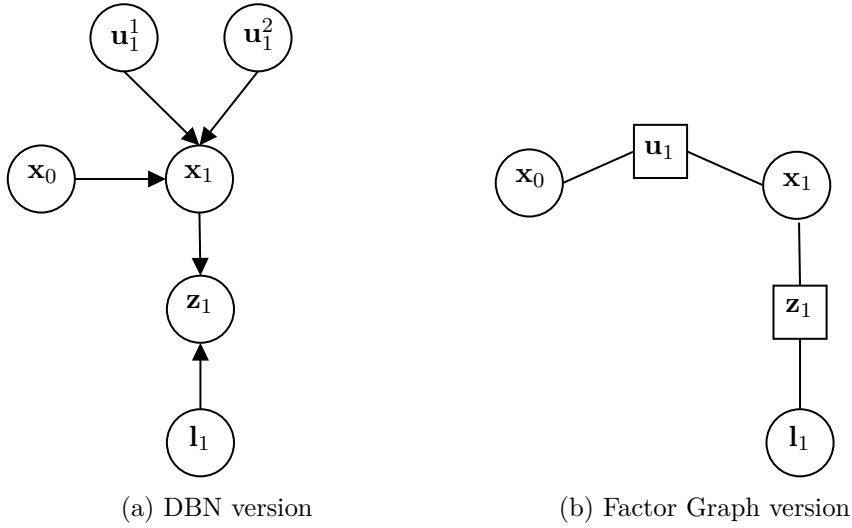 u₁¹ u₁²
x₀ x₁
z₁
l₁
(a) DBN version
x₀ u₁ x₁
z₁
l₁
(b) Factor Graph version